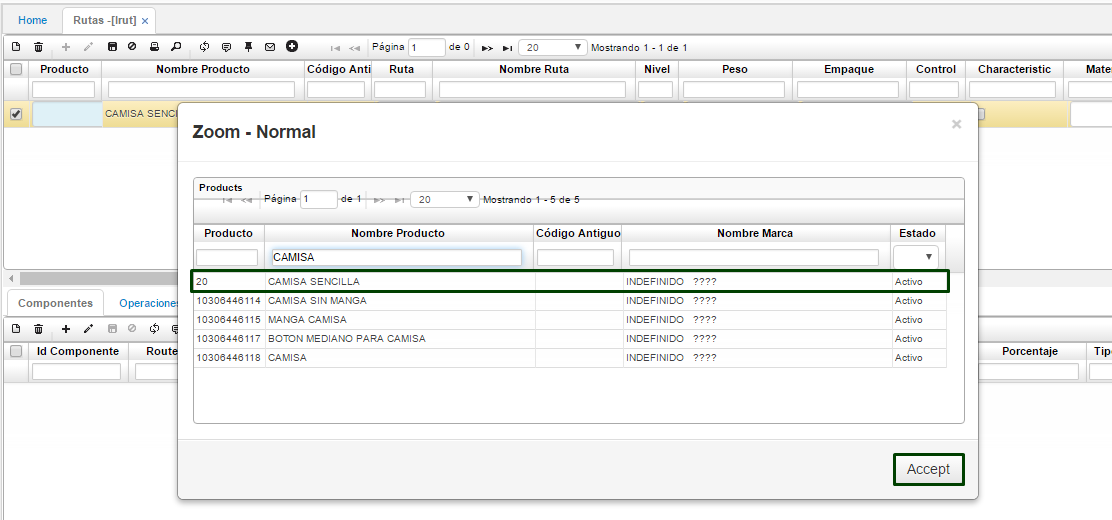 Home Rutas -[lrut] ×
Página 1 de 0 20 Mostrando 1 - 1 de 1
Producto Nombre Producto Código Anti Ruta Nombre Ruta Nivel Peso Empaque Control Characteristic Mate
CAMISA SENCI
Zoom - Normal ×
Products
Página 1 de 1 20 Mostrando 1 - 5 de 5
Producto Nombre Producto Código Antiguo Nombre Marca Estado
CAMISA
20 CAMISA SENCILLA INDEFINIDO ???? Activo
10306446114 CAMISA SIN MANGA INDEFINIDO ???? Activo
10306446115 MANGA CAMISA INDEFINIDO ???? Activo
10306446117 BOTON MEDIANO PARA CAMISA INDEFINIDO ???? Activo
10306446118 CAMISA INDEFINIDO ???? Activo
Accept
Componentes Operaciones
Id Componente Route Porcentaje Tip